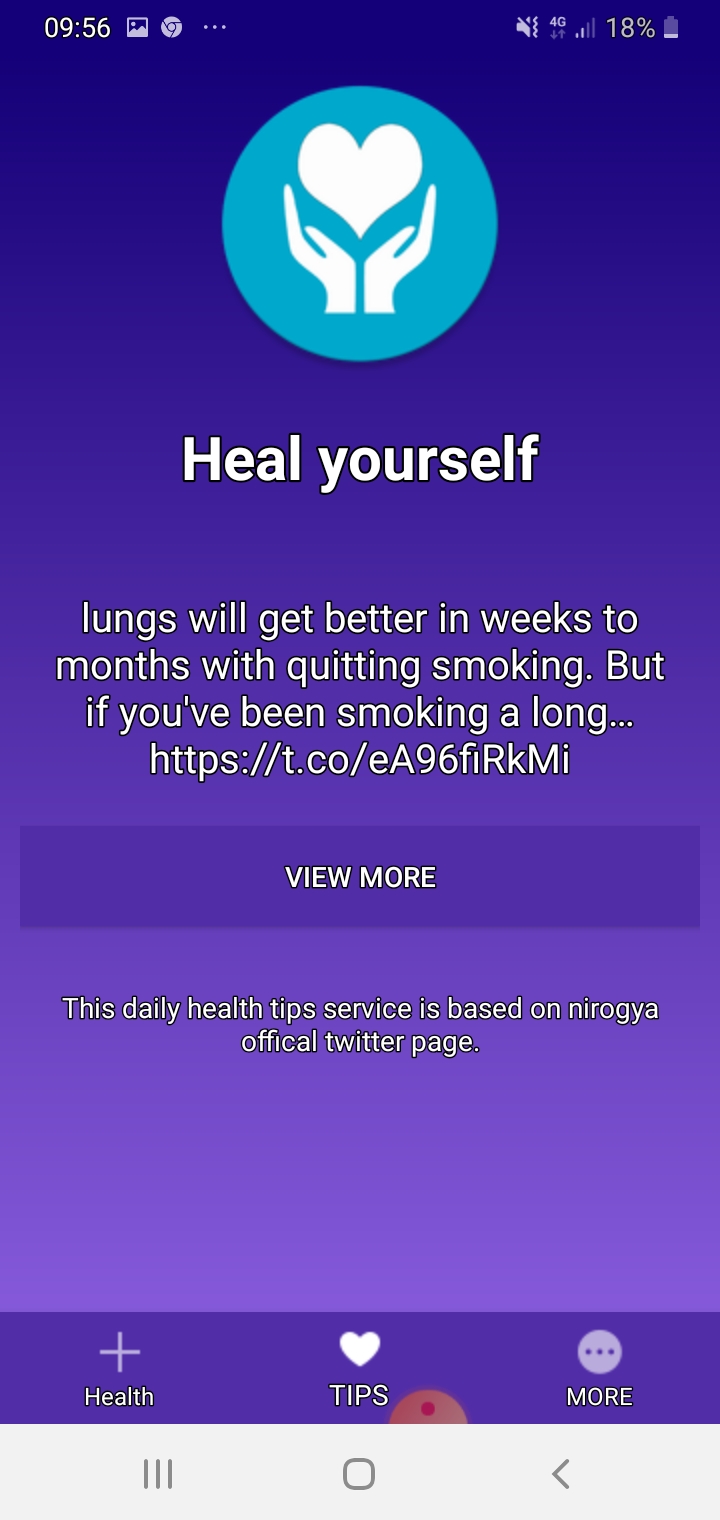 09:56
4G
18%
Heal yourself
lungs will get better in weeks to
months with quitting smoking. But
if you've been smoking a long...
https://t.co/eA96fiRkMi
VIEW MORE
This daily health tips service is based on nirogya
offical twitter page.
Health
TIPS
MORE